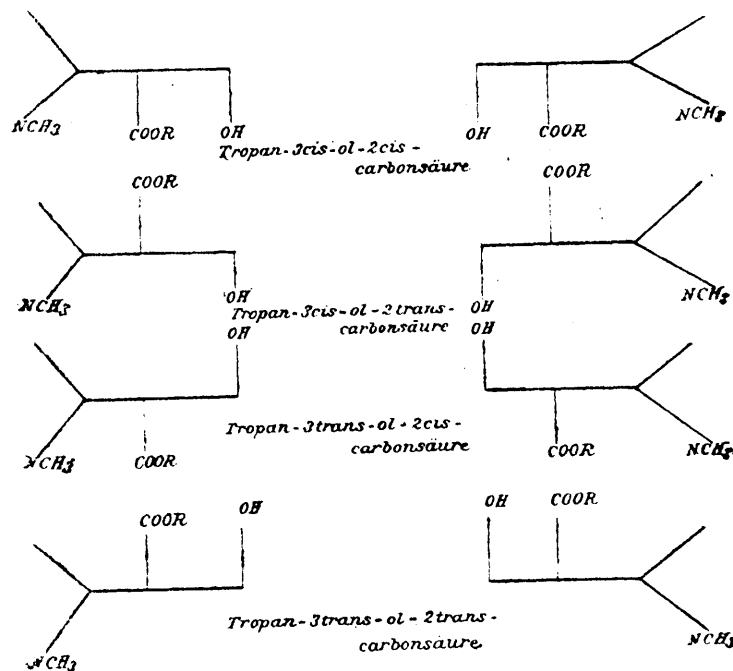 NCH3 COOR OH OH COOR NCH3
Tropan-3cis-ol-2cis-
carbonsäure
COOR COOR
NCH3 OH OH NCH3
Tropan-3cis-ol-2trans-
carbonsäure
OH OH
NCH3 COOR COOR NCH3
Tropan-3trans-ol-2cis-
carbonsäure
COOR OH OH COOR
Tropan-3trans-ol-2trans-
carbonsäure
NCH3 NCH3